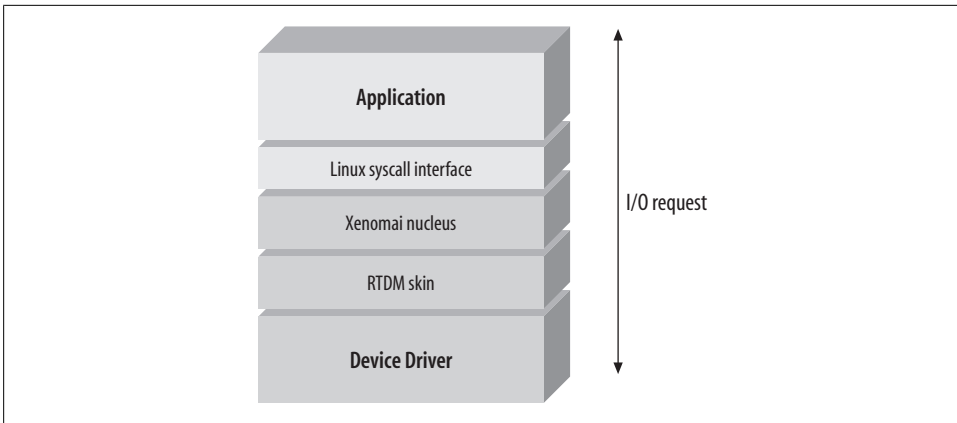 Application
Linux syscall interface
Xenomai nucleus
I/O request
RTDM skin
Device Driver